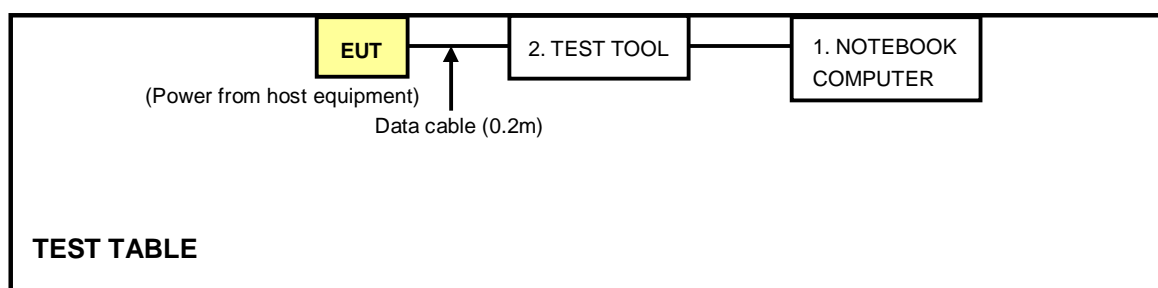 EUT
2. TEST TOOL
1. NOTEBOOK
COMPUTER
(Power from host equipment)
Data cable (0.2m)
TEST TABLE